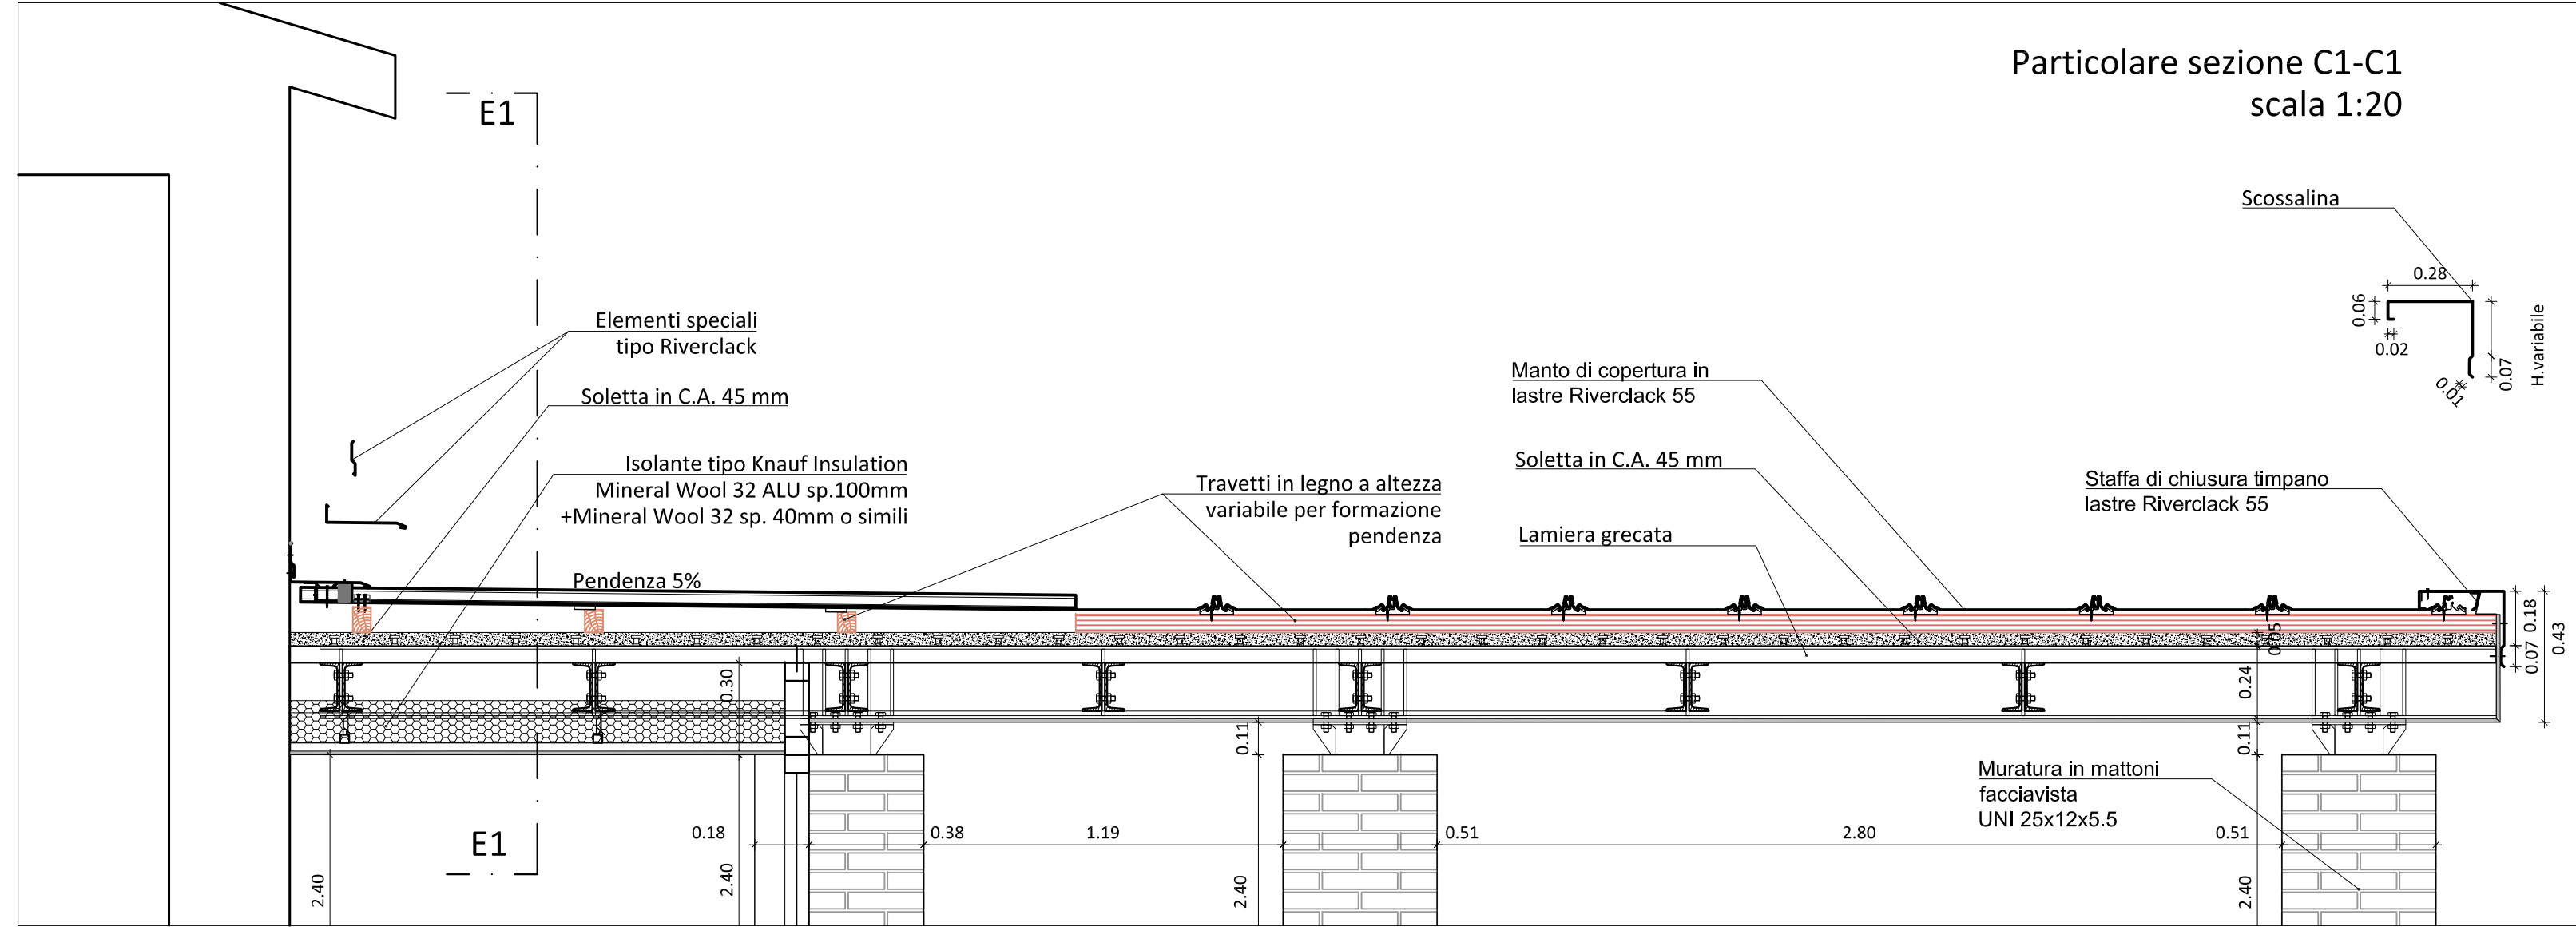 Particolare sezione C1-C1
scala 1:20
E1
Scossalina
0.28
0.06
0.02
0.01
0.07
H.variabile
Elementi speciali
tipo Riverclack
Soletta in C.A. 45 mm
Isolante tipo Knauf Insulation
Mineral Wool 32 ALU sp.100mm
+Mineral Wool 32 sp. 40mm o simili
Manto di copertura in
lastre Riverclack 55
Soletta in C.A. 45 mm
Lamiera grecata
Travetti in legno a altezza
variabile per formazione
pendenza
Staffa di chiusura timpano
lastre Riverclack 55
Pendenza 5%
0.18
0.43
0.07
0.05
0.24
0.30
0.11
0.11
Muratura in mattoni
facciavista
UNI 25x12x5.5
E1
0.18
0.38
1.19
0.51
2.80
0.51
2.40
2.40
2.40
2.40